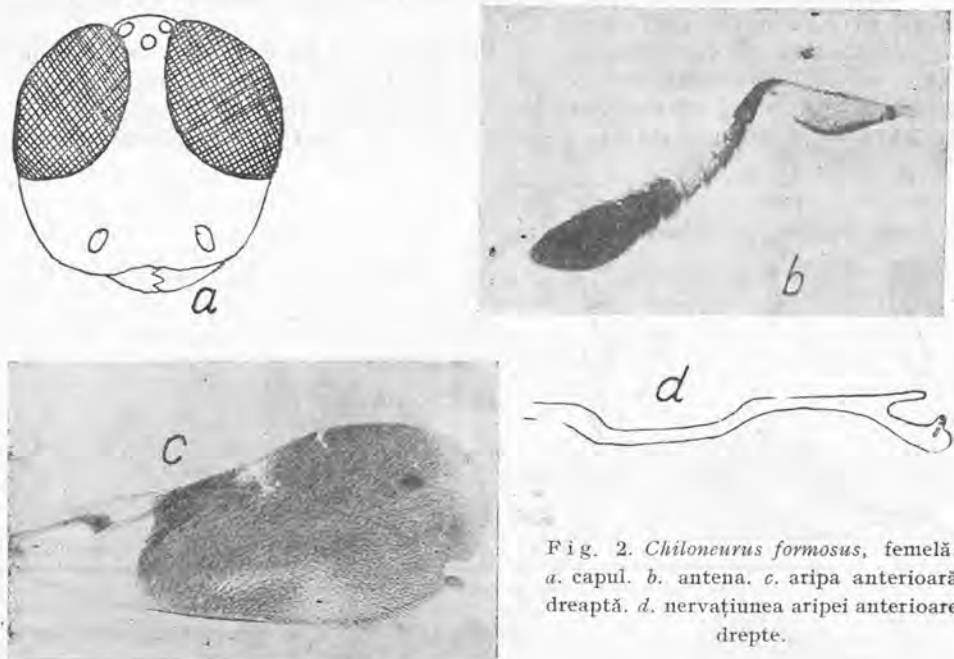 a
b
c
d
Fig. 2. Chiloneurus formosus, femelă.
a. capul. b. antena. c. aripa anterioară
dreaptă. d. nervațiunea aripei anterioare
drepte.